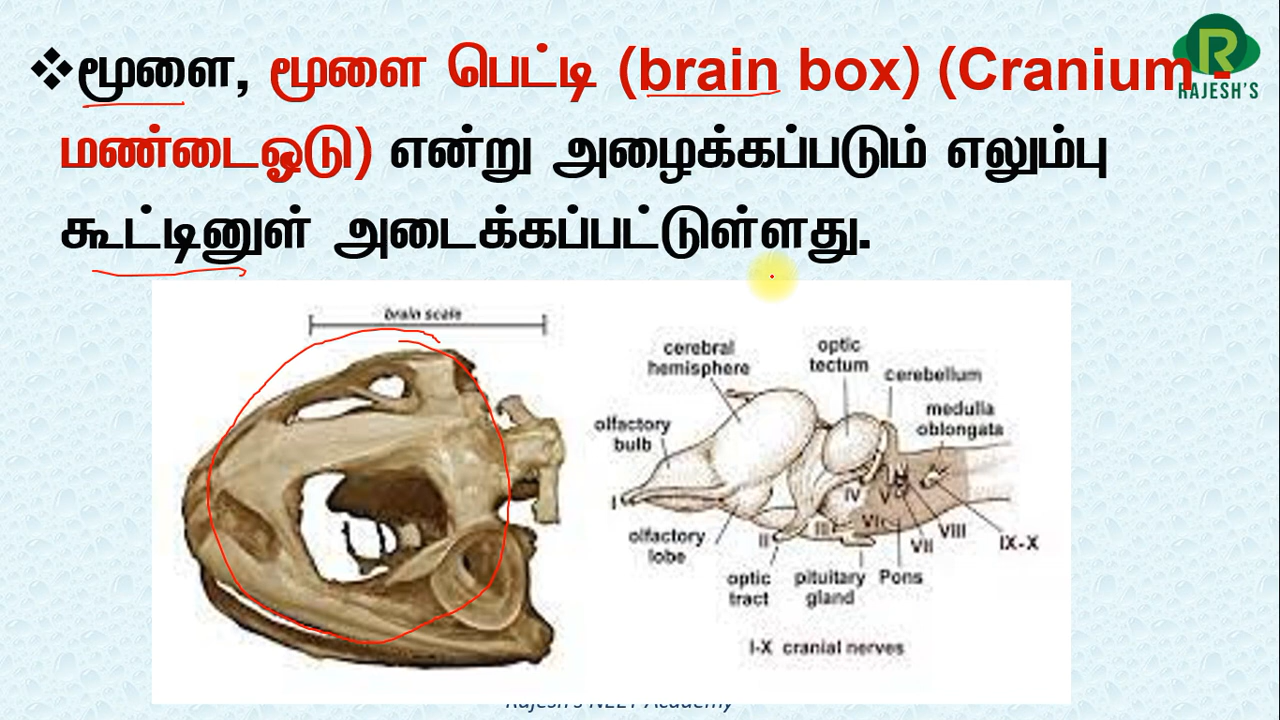 ❖மூளை, மூளை பெட்டி (brain box) (Cranium -
மண்டைஓடு) என்று அழைக்கப்படும் எலும்பு
கூட்டினுள் அடைக்கப்பட்டுள்ளது.
R
RAJESH'S
brain scale
cerebral
hemisphere
optic
tectum
cerebellum
medulla
oblongata
olfactory
bulb
I
IV
V
VI
III
II
VII
VIII
IX-X
olfactory
lobe
optic
tract
pituitary
gland
Pons
I-X cranial nerves
Rajesh's NEET Academy